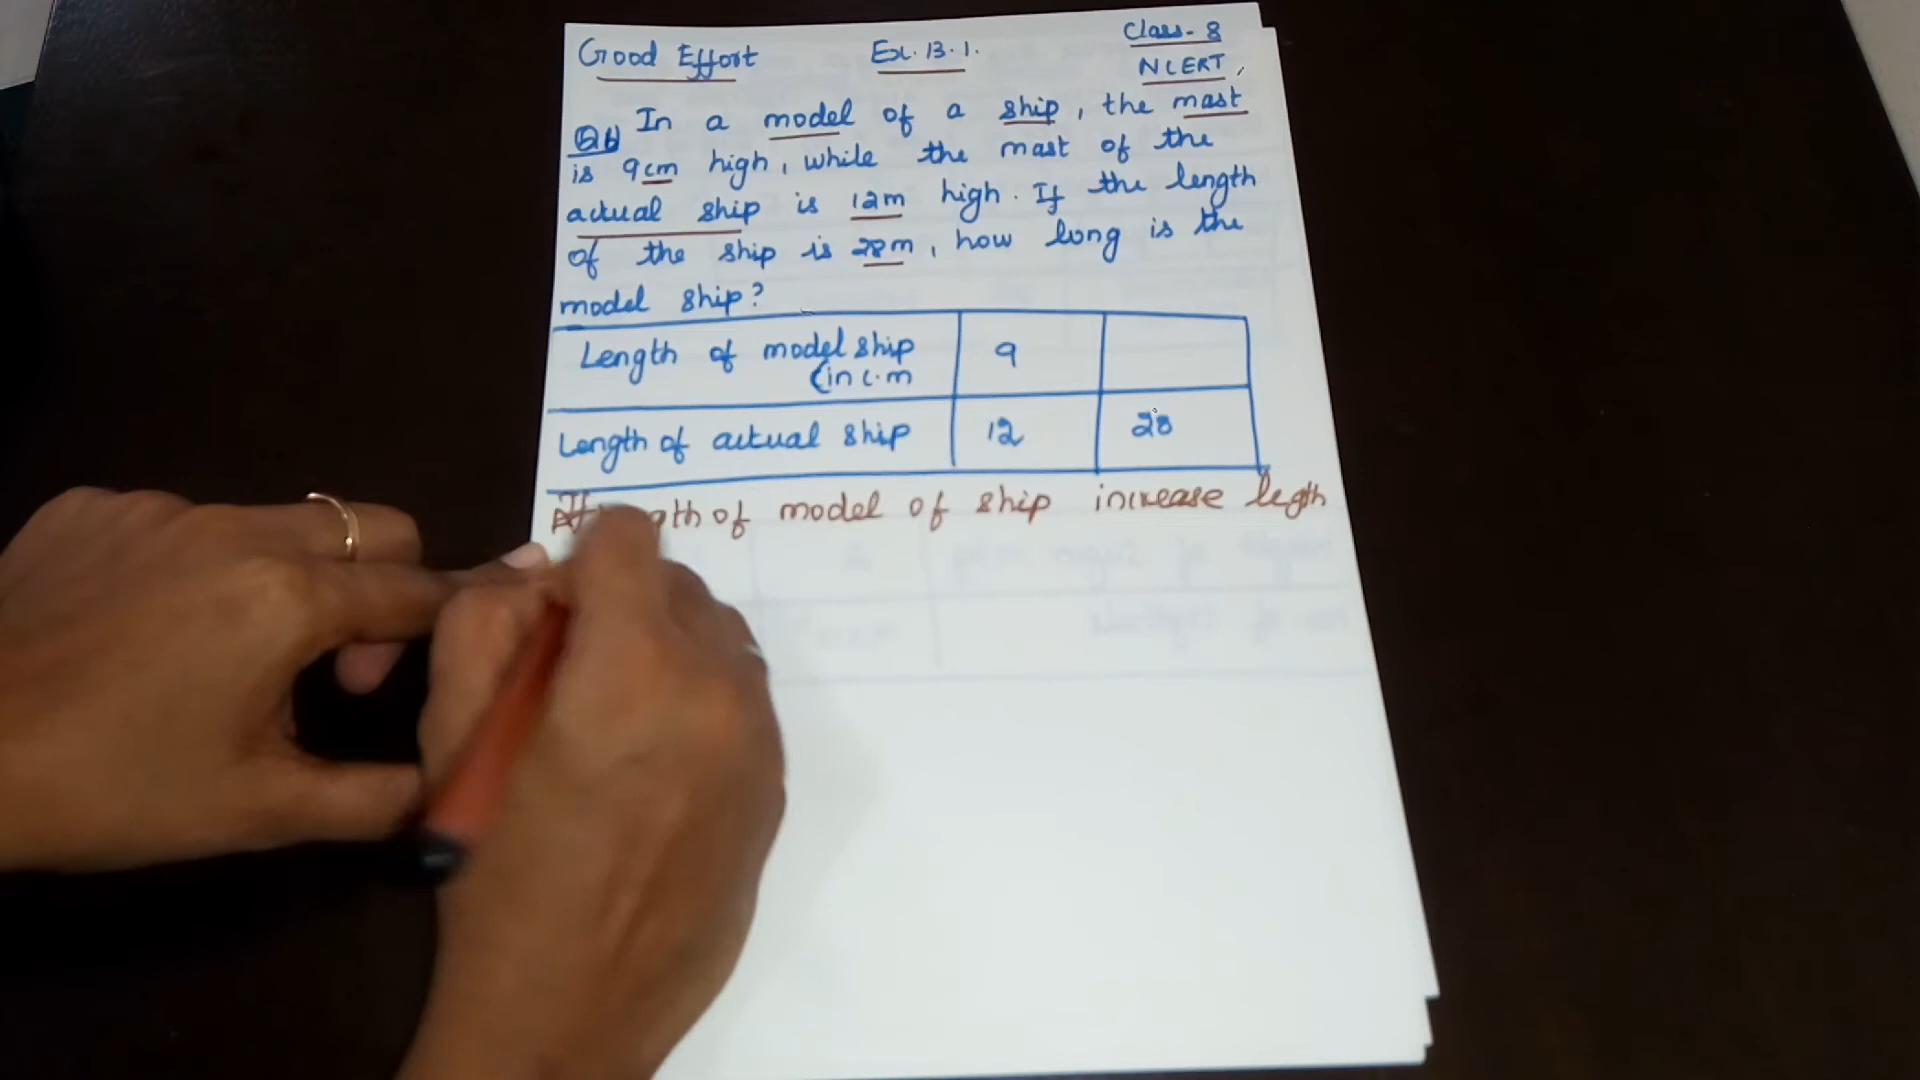 Good Effort Ex. 13.1. Class-8
NCERT,
In a model of a ship, the mast
is 9cm high, while the mast of the
actual ship is 12m high. If the length
of the ship is 28m, how long is the
model ship?
Length of model ship 9
(in c.m
Length of actual ship 12 28
If of model of ship increase legth